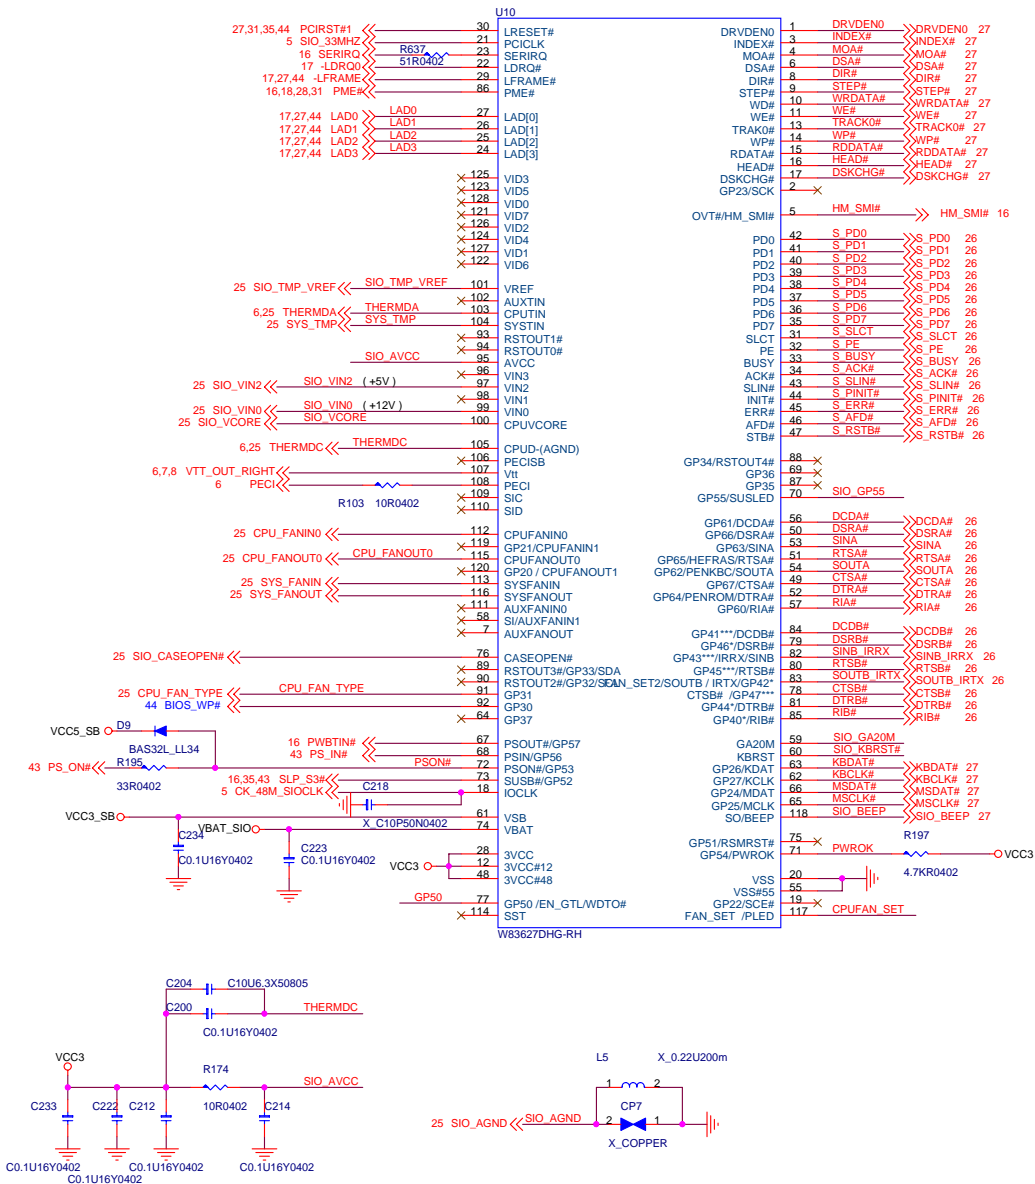 U10
27,31,35,44 PCIRST#1 30 LRESET#
5 SIO_33MHZ 21 PCICLK
16 SERIRQ R637 23 SERIRQ
17 -LDRQ0 51R0402 22 LDRQ#
17,27,44 -LFRAME 29 LFRAME#
16,18,28,31 PME# 86 PME#
17,27,44 LAD0 LAD0 27 LAD[0]
17,27,44 LAD1 LAD1 26 LAD[1]
17,27,44 LAD2 LAD2 25 LAD[2]
17,27,44 LAD3 LAD3 24 LAD[3]
125 VID3
123 VID5
128 VID0
121 VID7
126 VID2
124 VID4
127 VID1
122 VID6
25 SIO_TMP_VREF SIO_TMP_VREF 101 VREF
102 AUXTIN
6,25 THERMDA THERMDA 103 CPUTIN
25 SYS_TMP SYS_TMP 104 SYSTIN
93 RSTOUT1#
94 RSTOUT0#
SIO_AVCC 95 AVCC
96 VIN3
25 SIO_VIN2 SIO_VIN2 (+5V) 97 VIN2
98 VIN1
25 SIO_VIN0 SIO_VIN0 (+12V) 99 VIN0
25 SIO_VCORE SIO_VCORE 100 CPUVCORE
6,25 THERMDC THERMDC 105 CPUD-(AGND)
106 PECISB
6,7,8 VTT_OUT_RIGHT 107 Vtt
6 PECI 108 PECI
R103 10R0402 109 SIC
110 SID
25 CPU_FANIN0 112 CPUFANIN0
119 GP21/CPUFANIN1
25 CPU_FANOUT0 CPU_FANOUT0 115 CPUFANOUT0
120 GP20 / CPUFANOUT1
25 SYS_FANIN 113 SYSFANIN
25 SYS_FANOUT 116 SYSFANOUT
111 AUXFANIN0
58 SI/AUXFANIN1
7 AUXFANOUT
25 SIO_CASEOPEN# 76 CASEOPEN#
89 RSTOUT3#/GP33/SDA
90 RSTOUT2#/GP32/SCL
25 CPU_FAN_TYPE CPU_FAN_TYPE 91 GP31
44 BIOS_WP# 92 GP30
64 GP37
VCC5_SB D9
BAS32L_LL34
16 PWBTIN# 67 PSOUT#/GP57
43 PS_IN# 68 PSIN/GP56
43 PS_ON# R195 PSON# 72 PSON#/GP53
33R0402
16,35,43 SLP_S3# 73 SUSB#/GP52
5 CK_48M_SIOCLK 18 IOCLK
C218
X_C10P50N0402
VCC3_SB 61 VSB
VBAT_SIO 74 VBAT
C234
C0.1U16Y0402
C223
C0.1U16Y0402
28 3VCC
VCC3 12 3VCC#12
48 3VCC#48
GP50 77 GP50 /EN_GTL/WDTO#
114 SST
W83627DHG-RH
DRVDEN0 1 DRVDEN0 DRVDEN0 27
INDEX# 3 INDEX# INDEX# 27
MOA# 4 MOA# MOA# 27
DSA# 6 DSA# DSA# 27
DIR# 8 DIR# DIR# 27
STEP# 9 STEP# STEP# 27
WD# 10 WRDATA# WRDATA# 27
WE# 11 WE# WE# 27
TRAK0# 13 TRACK0# TRACK0# 27
WP# 14 WP# WP# 27
RDATA# 15 RDDATA# RDDATA# 27
HEAD# 16 HEAD# HEAD# 27
DSKCHG# 17 DSKCHG# DSKCHG# 27
GP23/SCK 2
OVT#/HM_SMI# 5 HM_SMI# HM_SMI# 16
PD0 42 S_PD0 S_PD0 26
PD1 41 S_PD1 S_PD1 26
PD2 40 S_PD2 S_PD2 26
PD3 39 S_PD3 S_PD3 26
PD4 38 S_PD4 S_PD4 26
PD5 37 S_PD5 S_PD5 26
PD6 36 S_PD6 S_PD6 26
PD7 35 S_PD7 S_PD7 26
SLCT 31 S_SLCT S_SLCT 26
PE 32 S_PE S_PE 26
BUSY 33 S_BUSY S_BUSY 26
ACK# 34 S_ACK# S_ACK# 26
SLIN# 43 S_SLIN# S_SLIN# 26
INIT# 44 S_PINIT# S_PINIT# 26
ERR# 45 S_ERR# S_ERR# 26
AFD# 46 S_AFD# S_AFD# 26
STB# 47 S_RSTB# S_RSTB# 26
GP34/RSTOUT4# 88
GP36 69
GP35 87
GP55/SUSLED 70 SIO_GP55
GP61/DCDA# 56 DCDA# DCDA# 26
GP66/DSRA# 50 DSRA# DSRA# 26
GP63/SINA 53 SINA SINA 26
GP65/HEFRAS/RTSA# 51 RTSA# RTSA# 26
GP62/PENKBC/SOUTA 54 SOUTA SOUTA 26
GP67/CTSA# 49 CTSA# CTSA# 26
GP64/PENROM/DTRA# 52 DTRA# DTRA# 26
GP60/RIA# 57 RIA# RIA# 26
GP41***/DCDB# 84 DCDB# DCDB# 26
GP46*/DSRB# 79 DSRB# DSRB# 26
GP43***/IRRX/SINB 82 SINB_IRRX SINB_IRRX 26
GP45***/RTSB# 80 RTSB# RTSB# 26
FAN_SET2/SOUTB / IRTX/GP42* 83 SOUTB_IRTX SOUTB_IRTX 26
CTSB# /GP47*** 78 CTSB# CTSB# 26
GP44*/DTRB# 81 DTRB# DTRB# 26
GP40*/RIB# 85 RIB# RIB# 26
GA20M 59 SIO_GA20M
KBRST 60 SIO_KBRST#
GP26/KDAT 63 KBDAT# KBDAT# 27
GP27/KCLK 62 KBCLK# KBCLK# 27
GP24/MDAT 66 MSDAT# MSDAT# 27
GP25/MCLK 65 MSCLK# MSCLK# 27
SO/BEEP 118 SIO_BEEP SIO_BEEP 27
GP51/RSMRST# 75
GP54/PWROK 71 PWROK R197 VCC3
4.7KR0402
VSS 20
VSS#55 55
GP22/SCE# 19
FAN_SET /PLED 117 CPUFAN_SET
C204 C10U6.3X50805
C200 THERMDC
C0.1U16Y0402
VCC3
R174 SIO_AVCC
10R0402
C233 C222 C212 C214
C0.1U16Y0402 C0.1U16Y0402 C0.1U16Y0402 C0.1U16Y0402
L5 X_0.22U200m
1 2
CP7
25 SIO_AGND SIO_AGND 2 1
X_COPPER